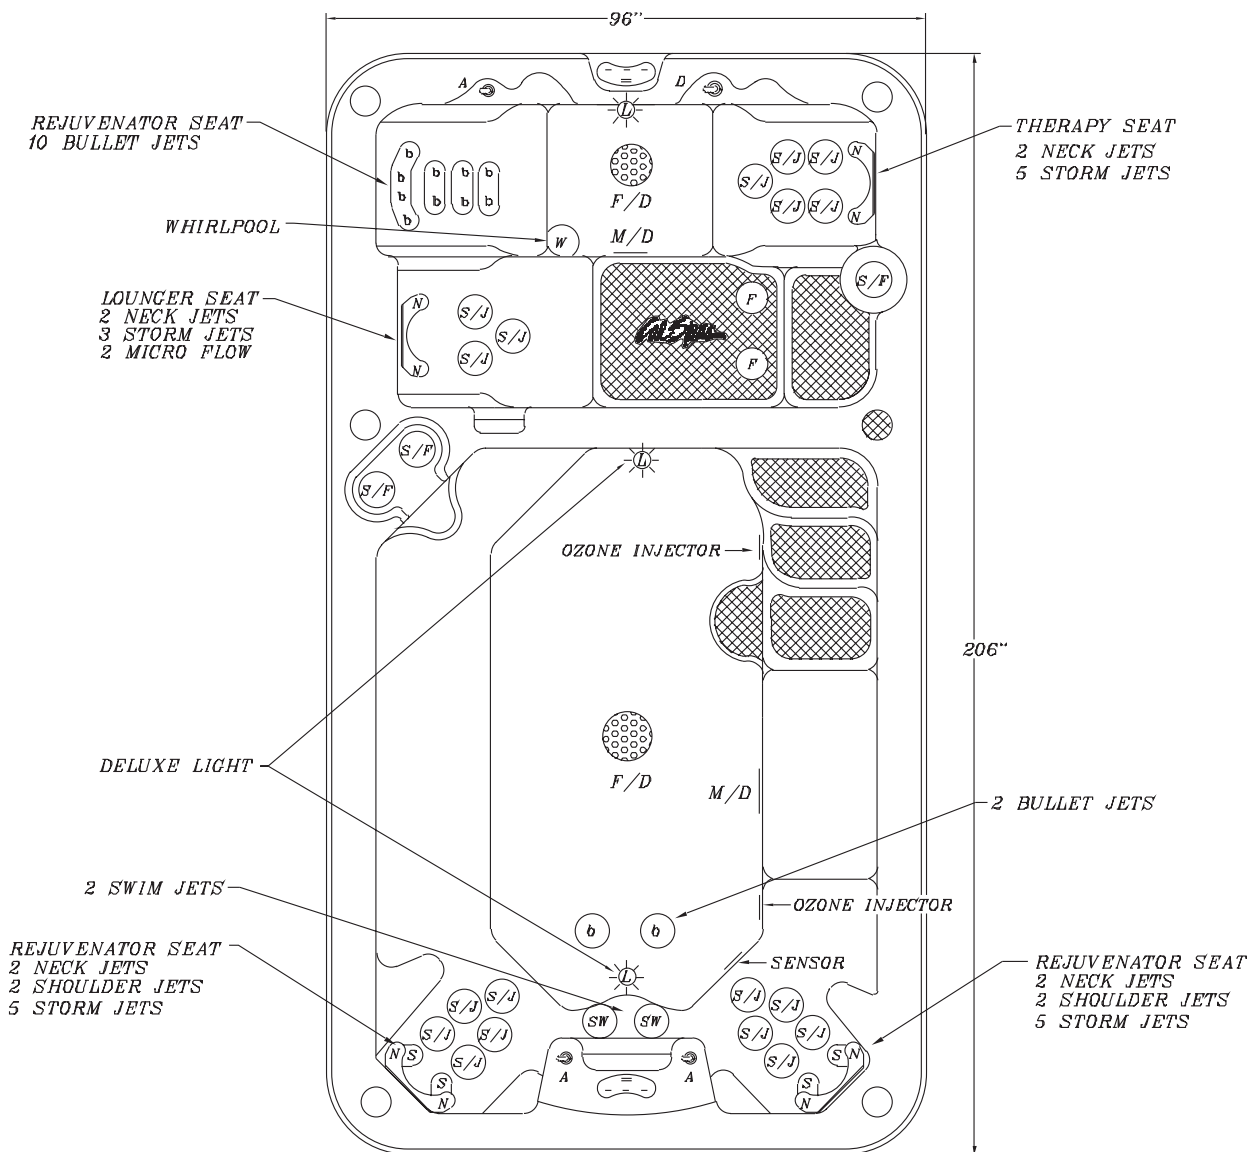 96"
A
D
L
REJUVENATOR SEAT
10 BULLET JETS
THERAPY SEAT
2 NECK JETS
5 STORM JETS
b
b
b
b
b b b
b b b
S/J S/J
S/J
S/J S/J
N
N
F/D
M/D
WHIRLPOOL
W
S/F
LOUNGER SEAT
2 NECK JETS
3 STORM JETS
2 MICRO FLOW
N
N
S/J
S/J
S/J
Cal Spas
F
F
S/F
S/F
L
OZONE INJECTOR
206"
F/D
M/D
DELUXE LIGHT
2 BULLET JETS
2 SWIM JETS
OZONE INJECTOR
b b
SENSOR
L
SW SW
REJUVENATOR SEAT
2 NECK JETS
2 SHOULDER JETS
5 STORM JETS
S/J
S/J
S/J
S/J
S/J
N S
S
N
A A
S/J
S/J
S/J
S/J
S/J
S N
S
N
REJUVENATOR SEAT
2 NECK JETS
2 SHOULDER JETS
5 STORM JETS